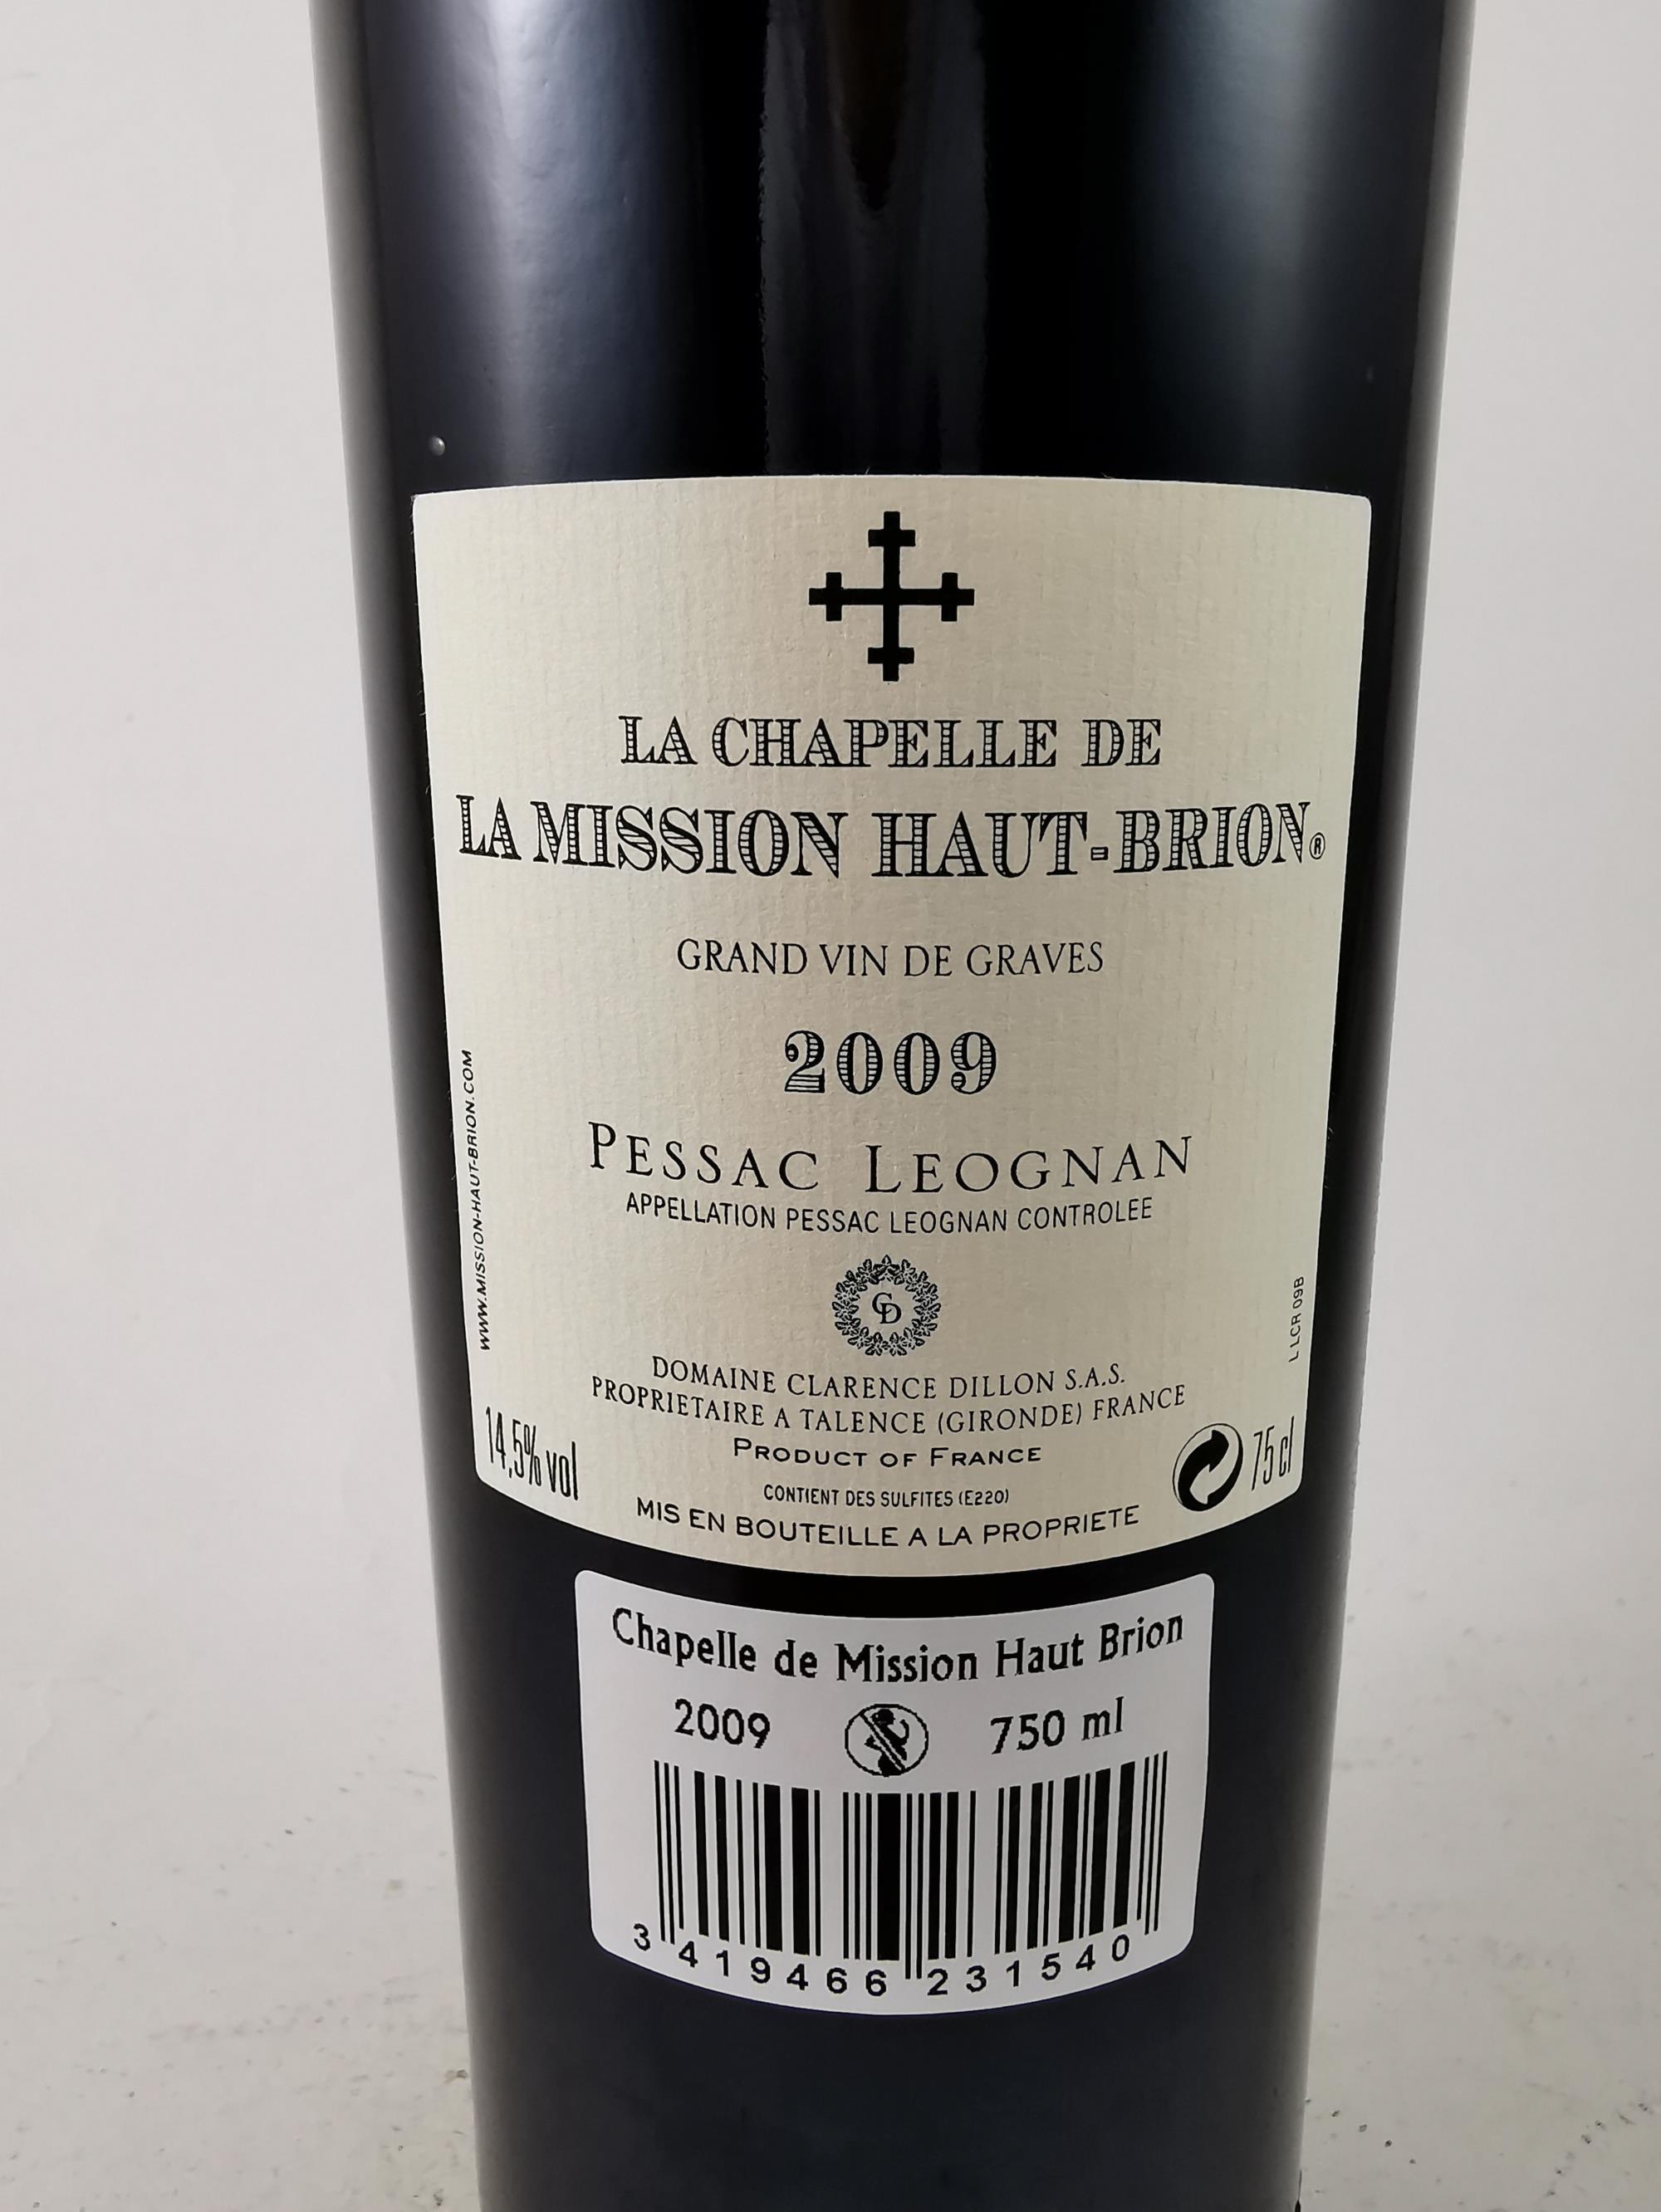 LA CHAPELLE DE
LA MISSION HAUT-BRION®
GRAND VIN DE GRAVES
2009
PESSAC LEOGNAN
APPELLATION PESSAC LEOGNAN CONTROLEE
WWW.MISSION-HAUT-BRION.COM
CD
L LCR 09B
DOMAINE CLARENCE DILLON S.A.S.
PROPRIETAIRE A TALENCE (GIRONDE) FRANCE
PRODUCT OF FRANCE
14,5% vol
75 cl
CONTIENT DES SULFITES (E220)
MIS EN BOUTEILLE A LA PROPRIETE
Chapelle de Mission Haut Brion
2009 750 ml
3 419466 231540